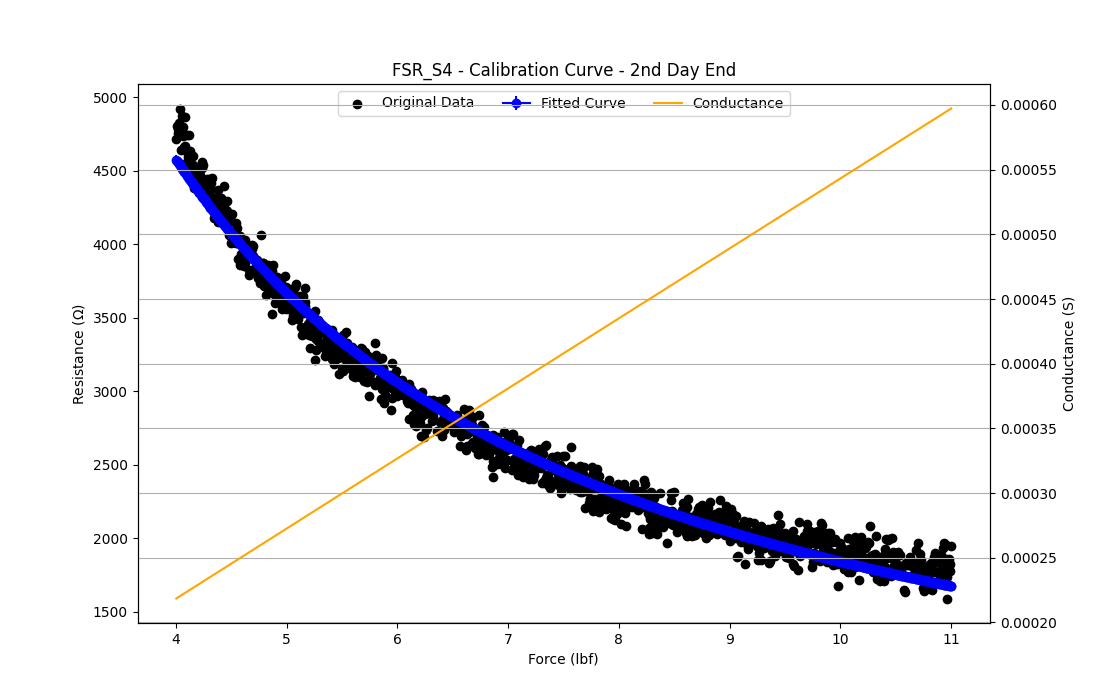 FSR_S4 - Calibration Curve - 2nd Day End
Original Data
Fitted Curve
Conductance
Resistance (Ω)
5000
4500
4000
3500
3000
2500
2000
1500
4 5 6 7 8 9 10 11
Force (lbf)
0.00060
0.00055
0.00050
0.00045
0.00040
0.00035
0.00030
0.00025
0.00020
Conductance (S)